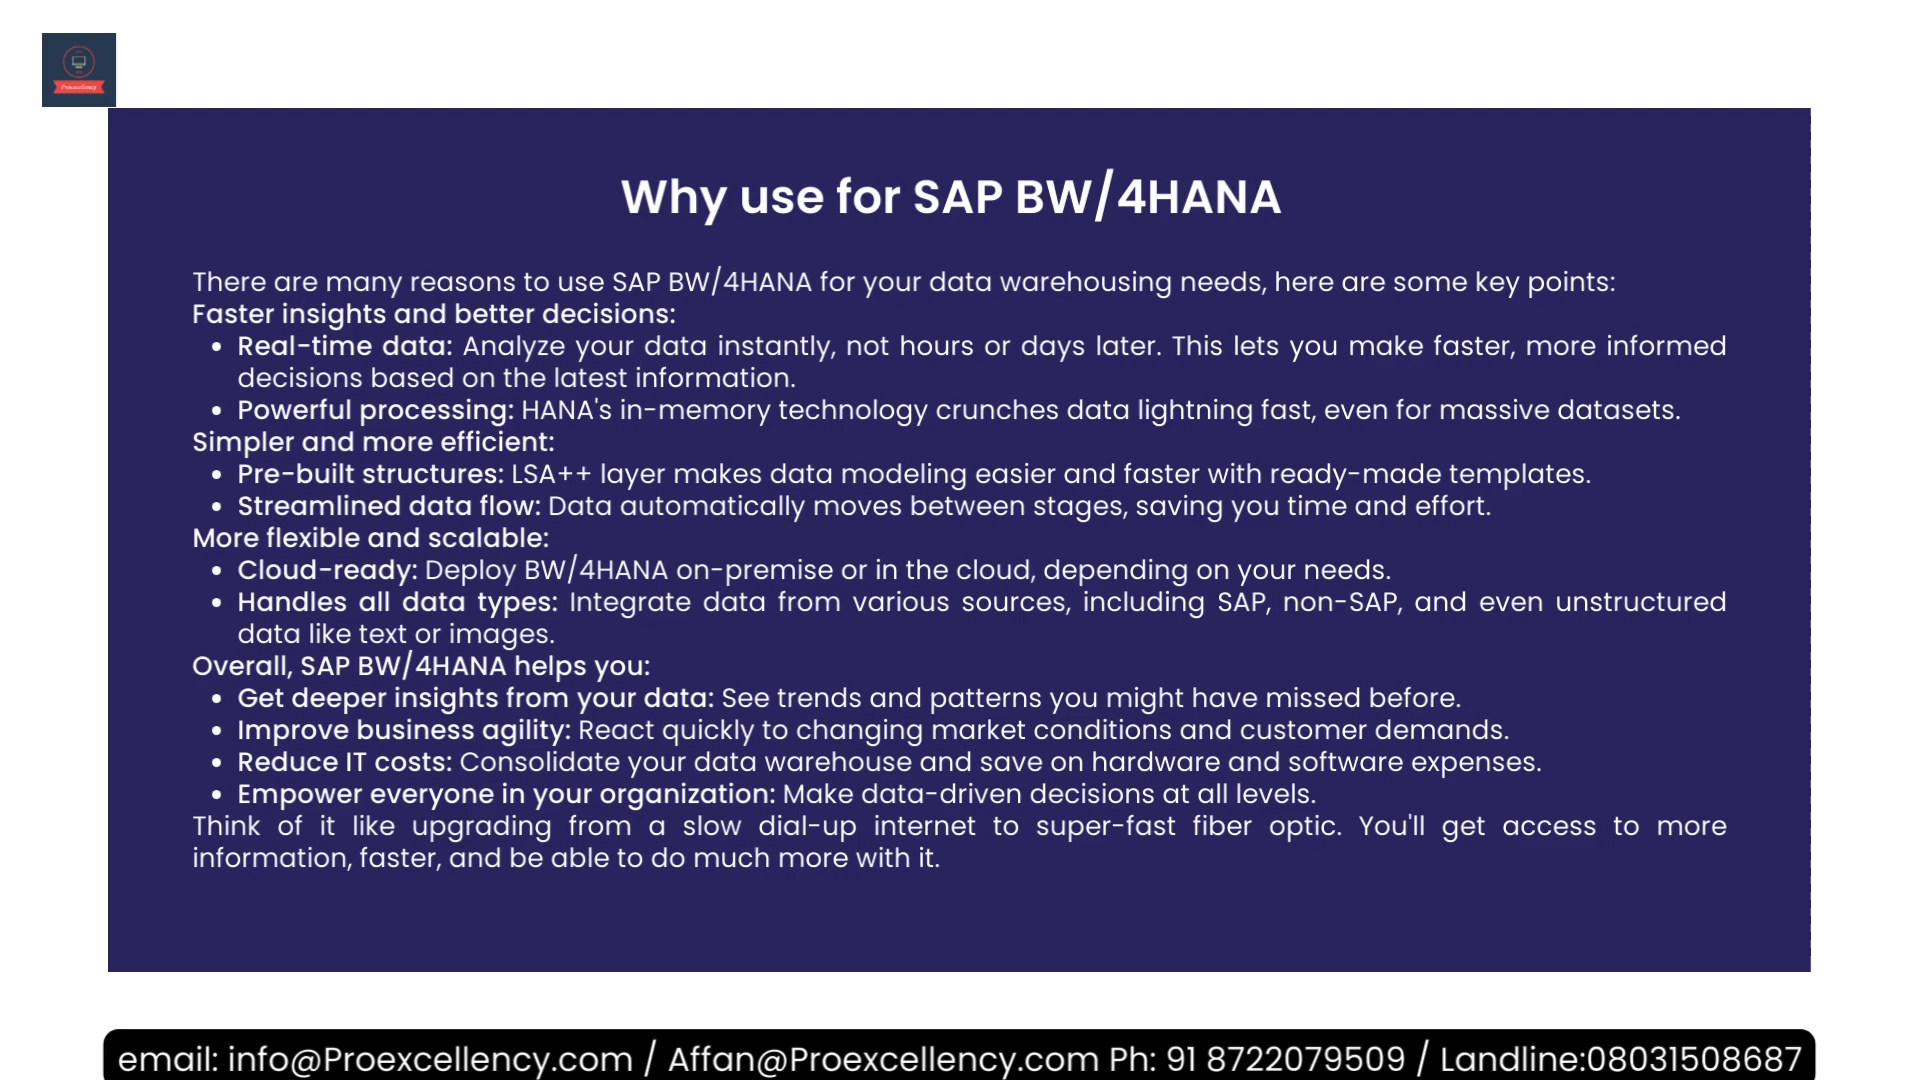 Proexcellency
Why use for SAP BW/4HANA
There are many reasons to use SAP BW/4HANA for your data warehousing needs, here are some key points:
Faster insights and better decisions:
• Real-time data: Analyze your data instantly, not hours or days later. This lets you make faster, more informed
decisions based on the latest information.
• Powerful processing: HANA's in-memory technology crunches data lightning fast, even for massive datasets.
Simpler and more efficient:
• Pre-built structures: LSA++ layer makes data modeling easier and faster with ready-made templates.
• Streamlined data flow: Data automatically moves between stages, saving you time and effort.
More flexible and scalable:
• Cloud-ready: Deploy BW/4HANA on-premise or in the cloud, depending on your needs.
• Handles all data types: Integrate data from various sources, including SAP, non-SAP, and even unstructured
data like text or images.
Overall, SAP BW/4HANA helps you:
• Get deeper insights from your data: See trends and patterns you might have missed before.
• Improve business agility: React quickly to changing market conditions and customer demands.
• Reduce IT costs: Consolidate your data warehouse and save on hardware and software expenses.
• Empower everyone in your organization: Make data-driven decisions at all levels.
Think of it like upgrading from a slow dial-up internet to super-fast fiber optic. You'll get access to more
information, faster, and be able to do much more with it.
email: info@Proexcellency.com / Affan@Proexcellency.com Ph: 91 8722079509 / Landline:08031508687